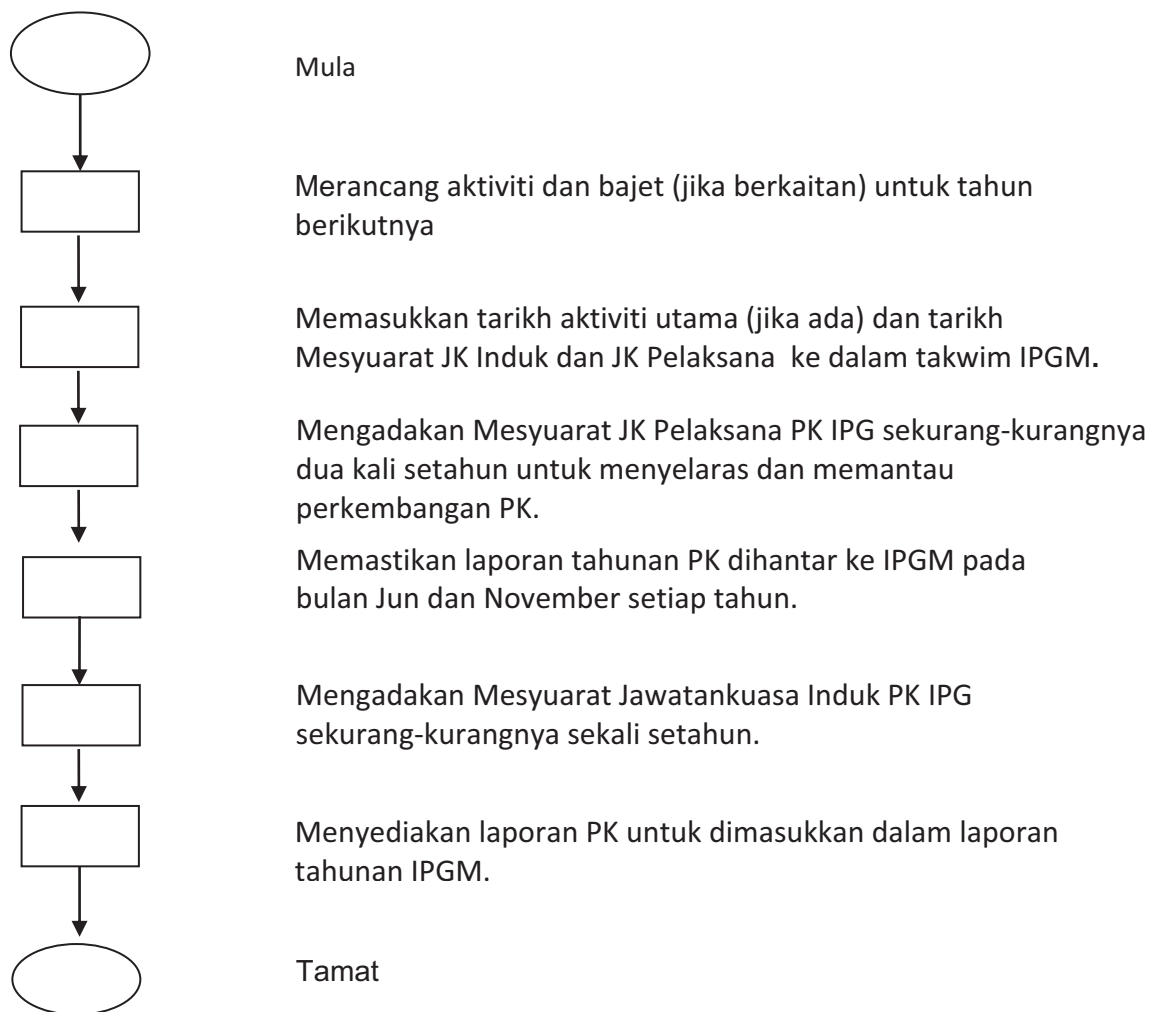 Mula
Merancang aktiviti dan bajet (jika berkaitan) untuk tahun
berikutnya
Memasukkan tarikh aktiviti utama (jika ada) dan tarikh
Mesyuarat JK Induk dan JK Pelaksana ke dalam takwim IPGM.
Mengadakan Mesyuarat JK Pelaksana PK IPG sekurang-kurangnya
dua kali setahun untuk menyelaras dan memantau
perkembangan PK.
Memastikan laporan tahunan PK dihantar ke IPGM pada
bulan Jun dan November setiap tahun.
Mengadakan Mesyuarat Jawatankuasa Induk PK IPG
sekurang-kurangnya sekali setahun.
Menyediakan laporan PK untuk dimasukkan dalam laporan
tahunan IPGM.
Tamat